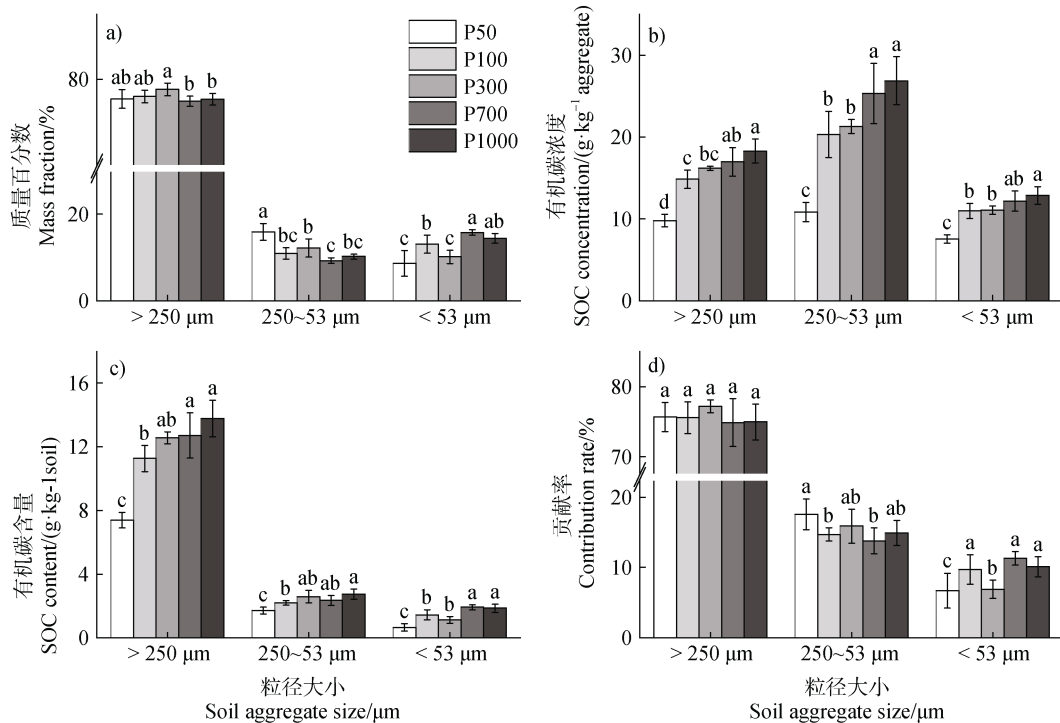 a)
P50
P100
P300
P700
P1000
质量百分数
Mass fraction/%
80
20
0
ab ab a b b
a bc b c bc
c b c a ab
> 250 μm 250~53 μm < 53 μm
b)
有机碳浓度
SOC concentration/(g·kg⁻¹ aggregate)
30
20
10
0
d c bc ab a
c b b a a
c b b ab a
> 250 μm 250~53 μm < 53 μm
c)
有机碳含量
SOC content/(g·kg-1soil)
16
12
8
4
0
c b ab a a
c b ab ab a
c b b a a
> 250 μm 250~53 μm < 53 μm
粒径大小
Soil aggregate size/μm
d)
贡献率
Contribution rate/%
80
70
20
10
0
a a a a a
a b ab b ab
c a b a a
> 250 μm 250~53 μm < 53 μm
粒径大小
Soil aggregate size/μm